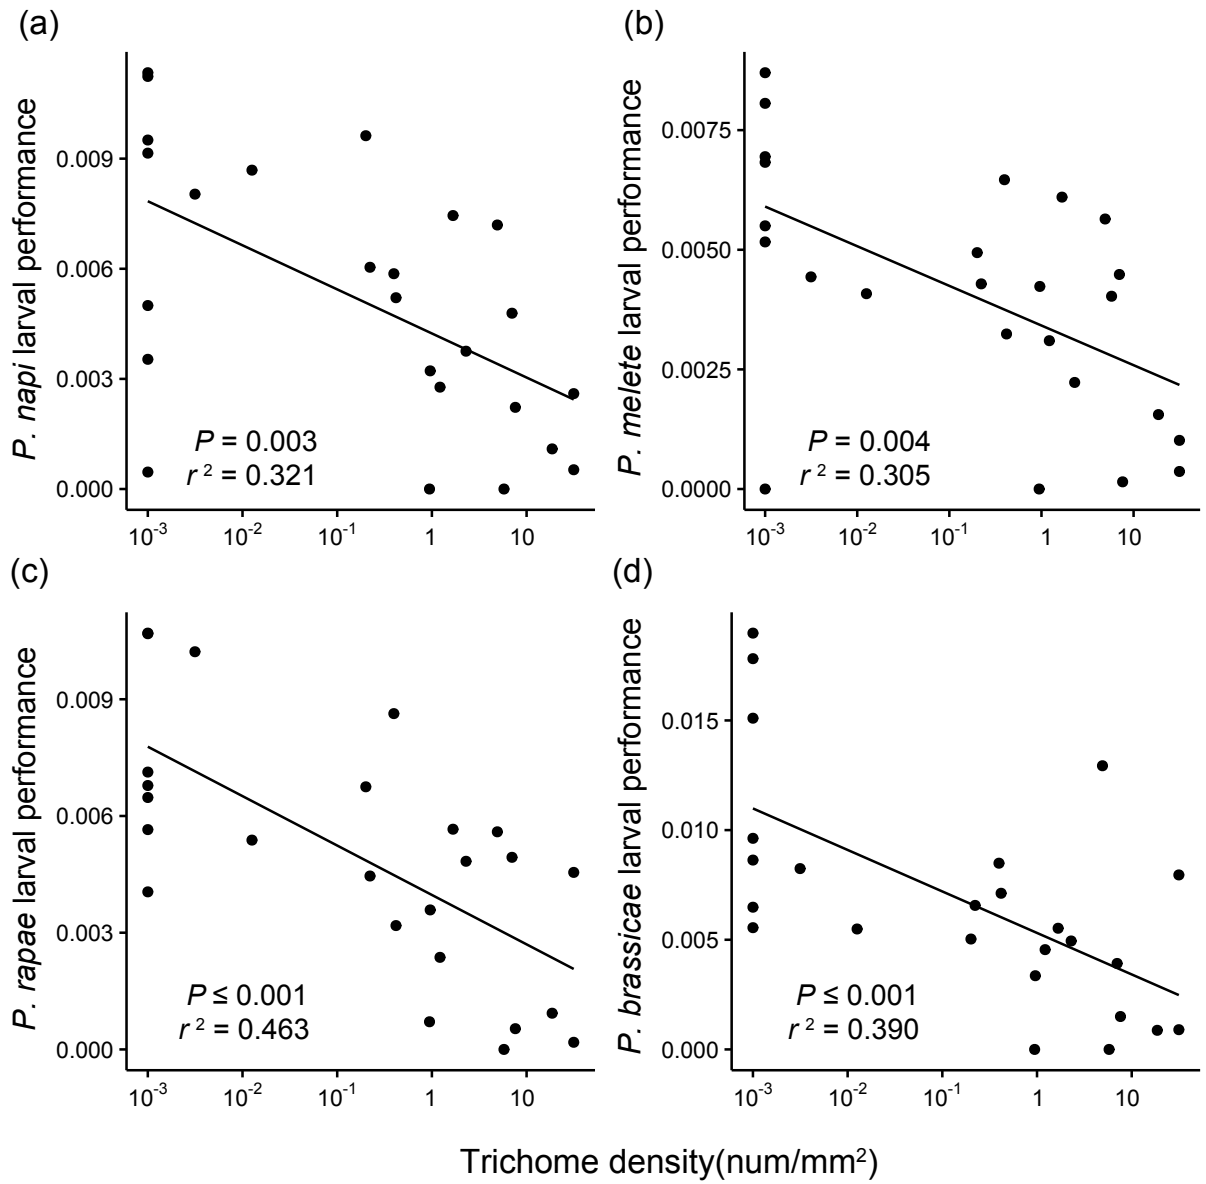 (a)
P. napi larval performance
0.009
0.006
0.003
0.000
P = 0.003
r² = 0.321
10⁻³ 10⁻² 10⁻¹ 1 10
(b)
P. melete larval performance
0.0075
0.0050
0.0025
0.0000
P = 0.004
r² = 0.305
10⁻³ 10⁻² 10⁻¹ 1 10
(c)
P. rapae larval performance
0.009
0.006
0.003
0.000
P ≤ 0.001
r² = 0.463
10⁻³ 10⁻² 10⁻¹ 1 10
(d)
P. brassicae larval performance
0.015
0.010
0.005
0.000
P ≤ 0.001
r² = 0.390
10⁻³ 10⁻² 10⁻¹ 1 10
Trichome density(num/mm²)